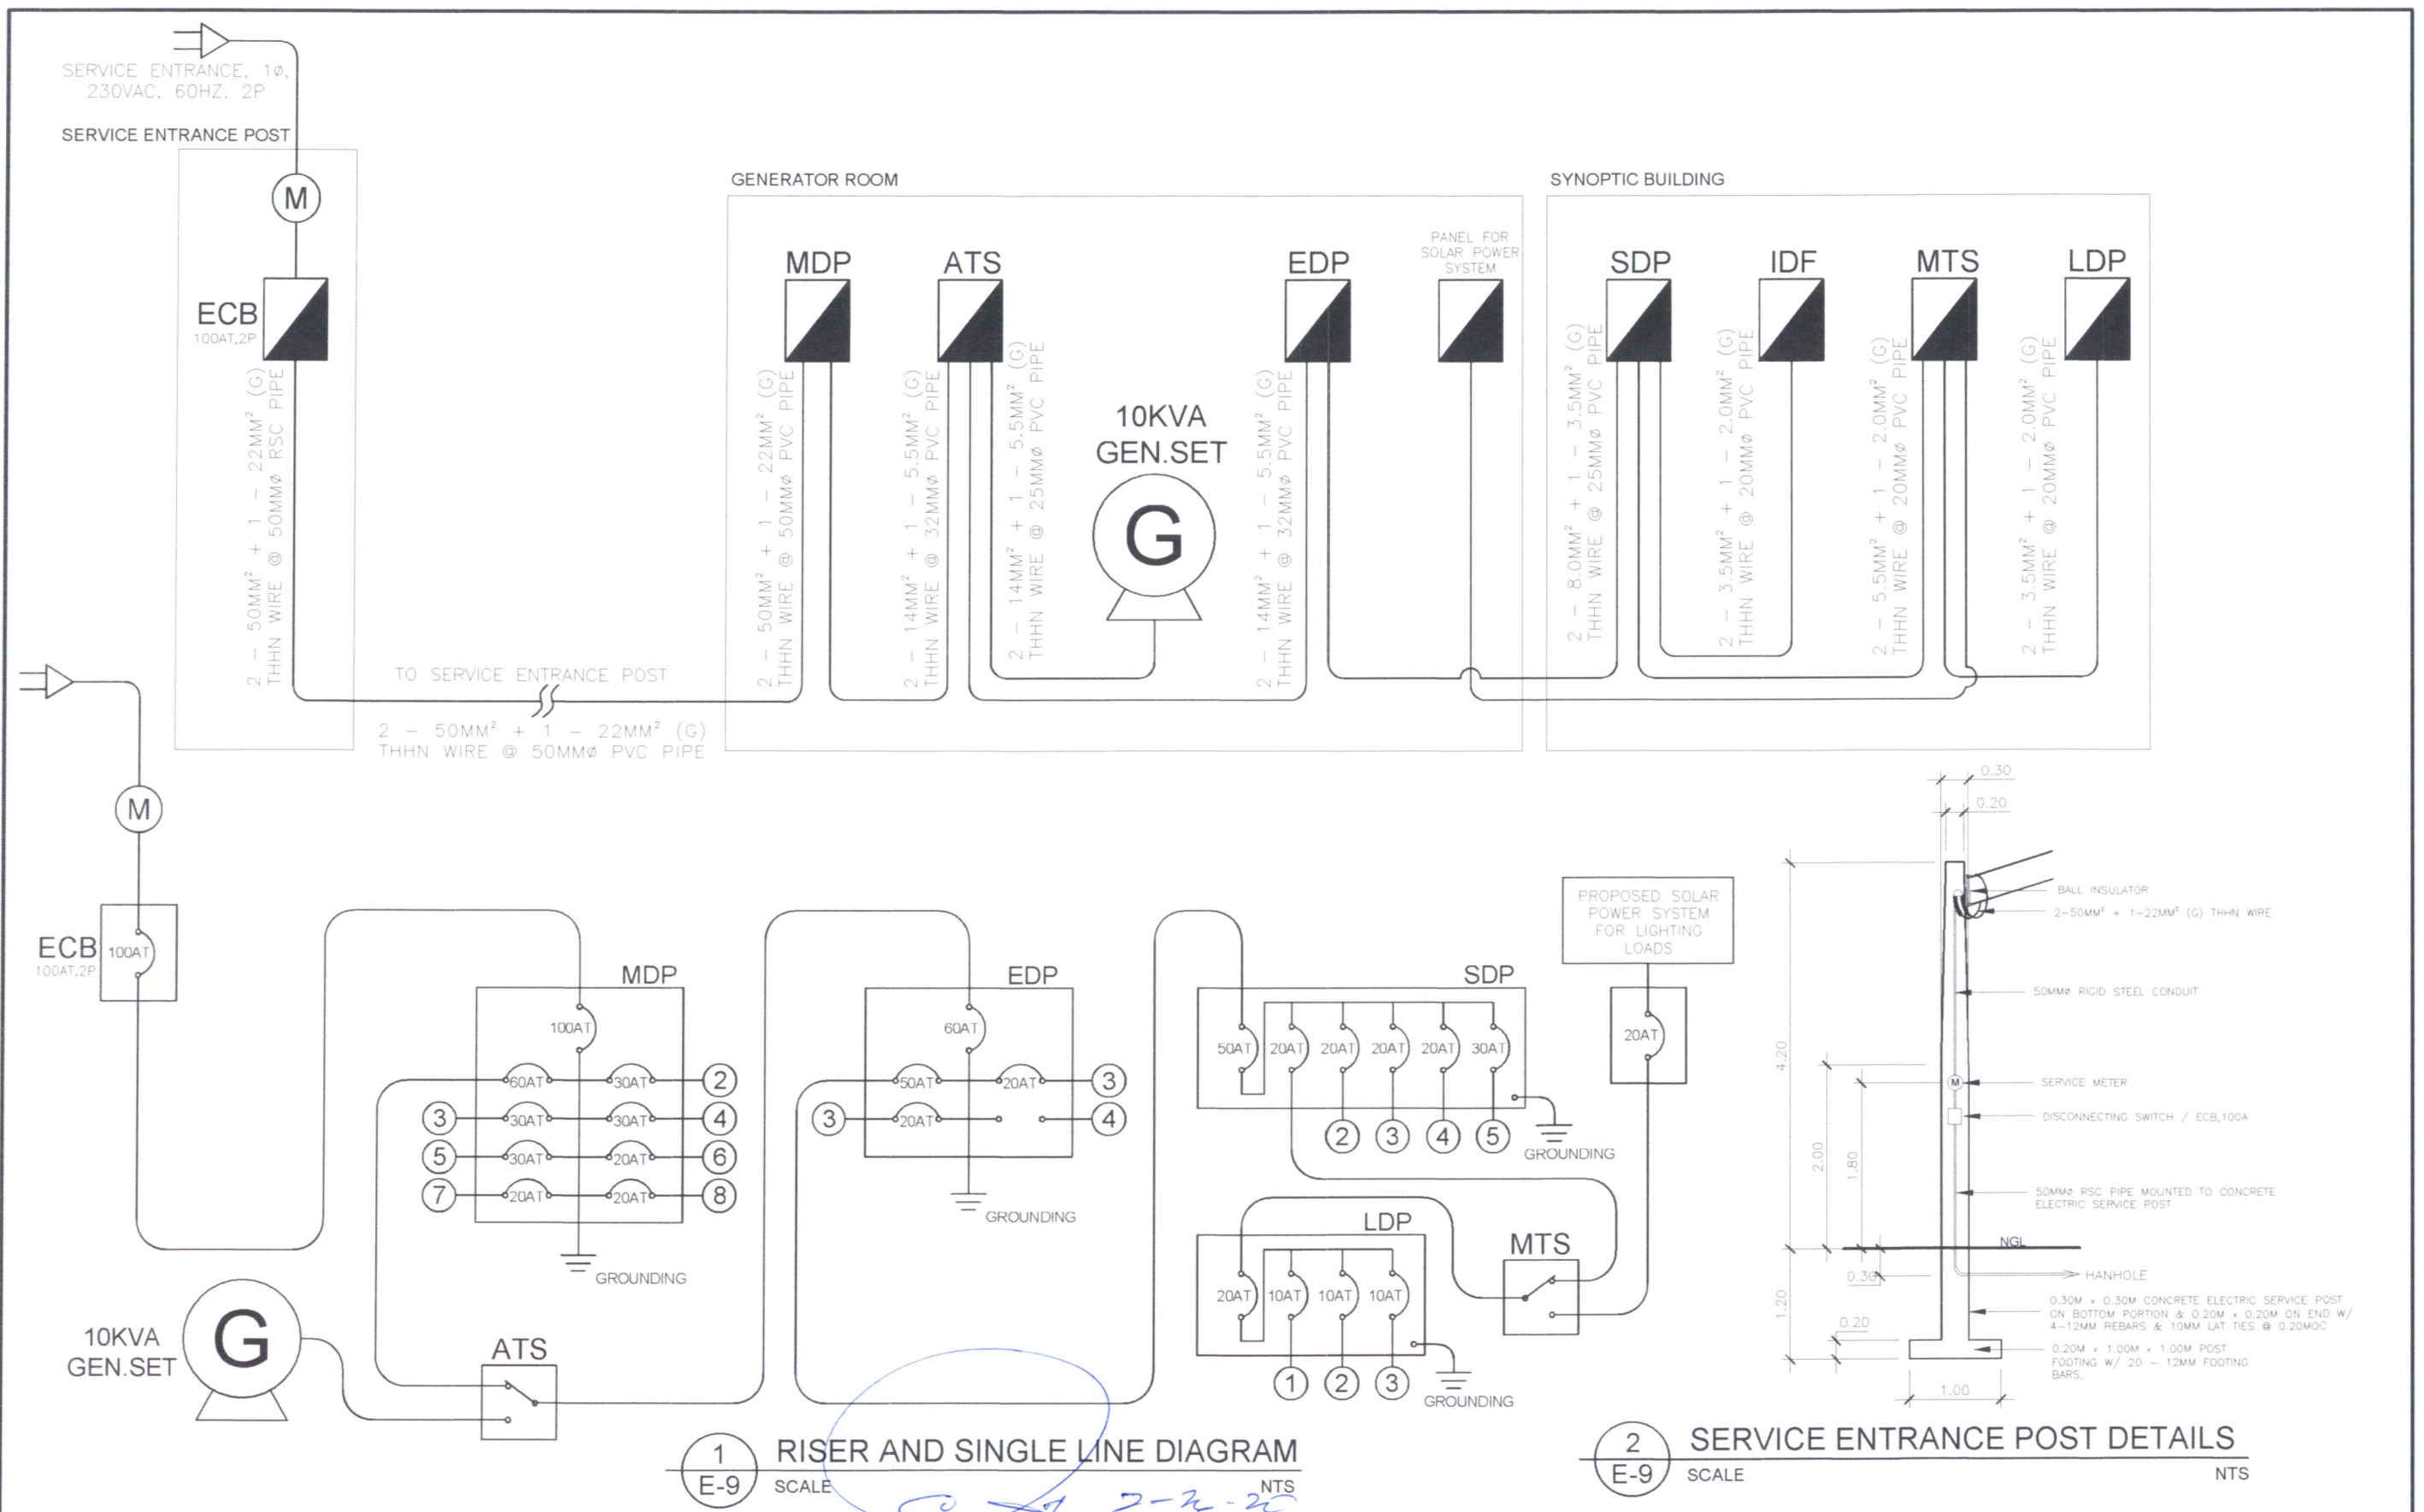 SERVICE ENTRANCE, 1Ø,
230VAC, 60HZ, 2P
SERVICE ENTRANCE POST
M
ECB
100AT,2P
2 - 50MM² + 1 - 22MM² (G)
THHN WIRE @ 50MMØ RSC PIPE
TO SERVICE ENTRANCE POST
2 - 50MM² + 1 - 22MM² (G)
THHN WIRE @ 50MMØ PVC PIPE
GENERATOR ROOM
MDP
2 - 50MM² + 1 - 22MM² (G)
THHN WIRE @ 50MMØ PVC PIPE
ATS
2 - 14MM² + 1 - 5.5MM² (G)
THHN WIRE @ 32MMØ PVC PIPE
2 - 14MM² + 1 - 5.5MM² (G)
THHN WIRE @ 25MMØ PVC PIPE
10KVA
GEN.SET
G
EDP
2 - 14MM² + 1 - 5.5MM² (G)
THHN WIRE @ 32MMØ PVC PIPE
PANEL FOR
SOLAR POWER
SYSTEM
SYNOPTIC BUILDING
SDP
2 - 8.0MM² + 1 - 3.5MM² (G)
THHN WIRE @ 25MMØ PVC PIPE
IDF
2 - 3.5MM² + 1 - 2.0MM² (G)
THHN WIRE @ 20MMØ PVC PIPE
MTS
2 - 5.5MM² + 1 - 2.0MM² (G)
THHN WIRE @ 20MMØ PVC PIPE
LDP
2 - 3.5MM² + 1 - 2.0MM² (G)
THHN WIRE @ 20MMØ PVC PIPE
M
ECB
100AT,2P
100AT
MDP
100AT
60AT 30AT 2
3 30AT 30AT 4
5 30AT 20AT 6
7 20AT 20AT 8
GROUNDING
10KVA
GEN.SET
G
ATS
EDP
60AT
50AT 20AT 3
3 20AT 4
GROUNDING
SDP
50AT 20AT 20AT 20AT 20AT 30AT
2 3 4 5
GROUNDING
PROPOSED SOLAR
POWER SYSTEM
FOR LIGHTING
LOADS
20AT
LDP
20AT 10AT 10AT 10AT
1 2 3
GROUNDING
MTS
0.30
0.20
4.20
2.00
1.80
0.30
1.20
0.20
1.00
BALL INSULATOR
2-50MM² + 1-22MM² (G) THHN WIRE
50MMØ RIGID STEEL CONDUIT
M
SERVICE METER
DISCONNECTING SWITCH / ECB,100A
50MMØ RSC PIPE MOUNTED TO CONCRETE
ELECTRIC SERVICE POST
NGL
HANHOLE
0.30M x 0.30M CONCRETE ELECTRIC SERVICE POST
ON BOTTOM PORTION & 0.20M x 0.20M ON END W/
4-12MM REBARS & 10MM LAT TIES @ 0.20MOC
0.20M x 1.00M x 1.00M POST
FOOTING W/ 20 - 12MM FOOTING
BARS.
1
E-9
RISER AND SINGLE LINE DIAGRAM
SCALE NTS
2
E-9
SERVICE ENTRANCE POST DETAILS
SCALE NTS